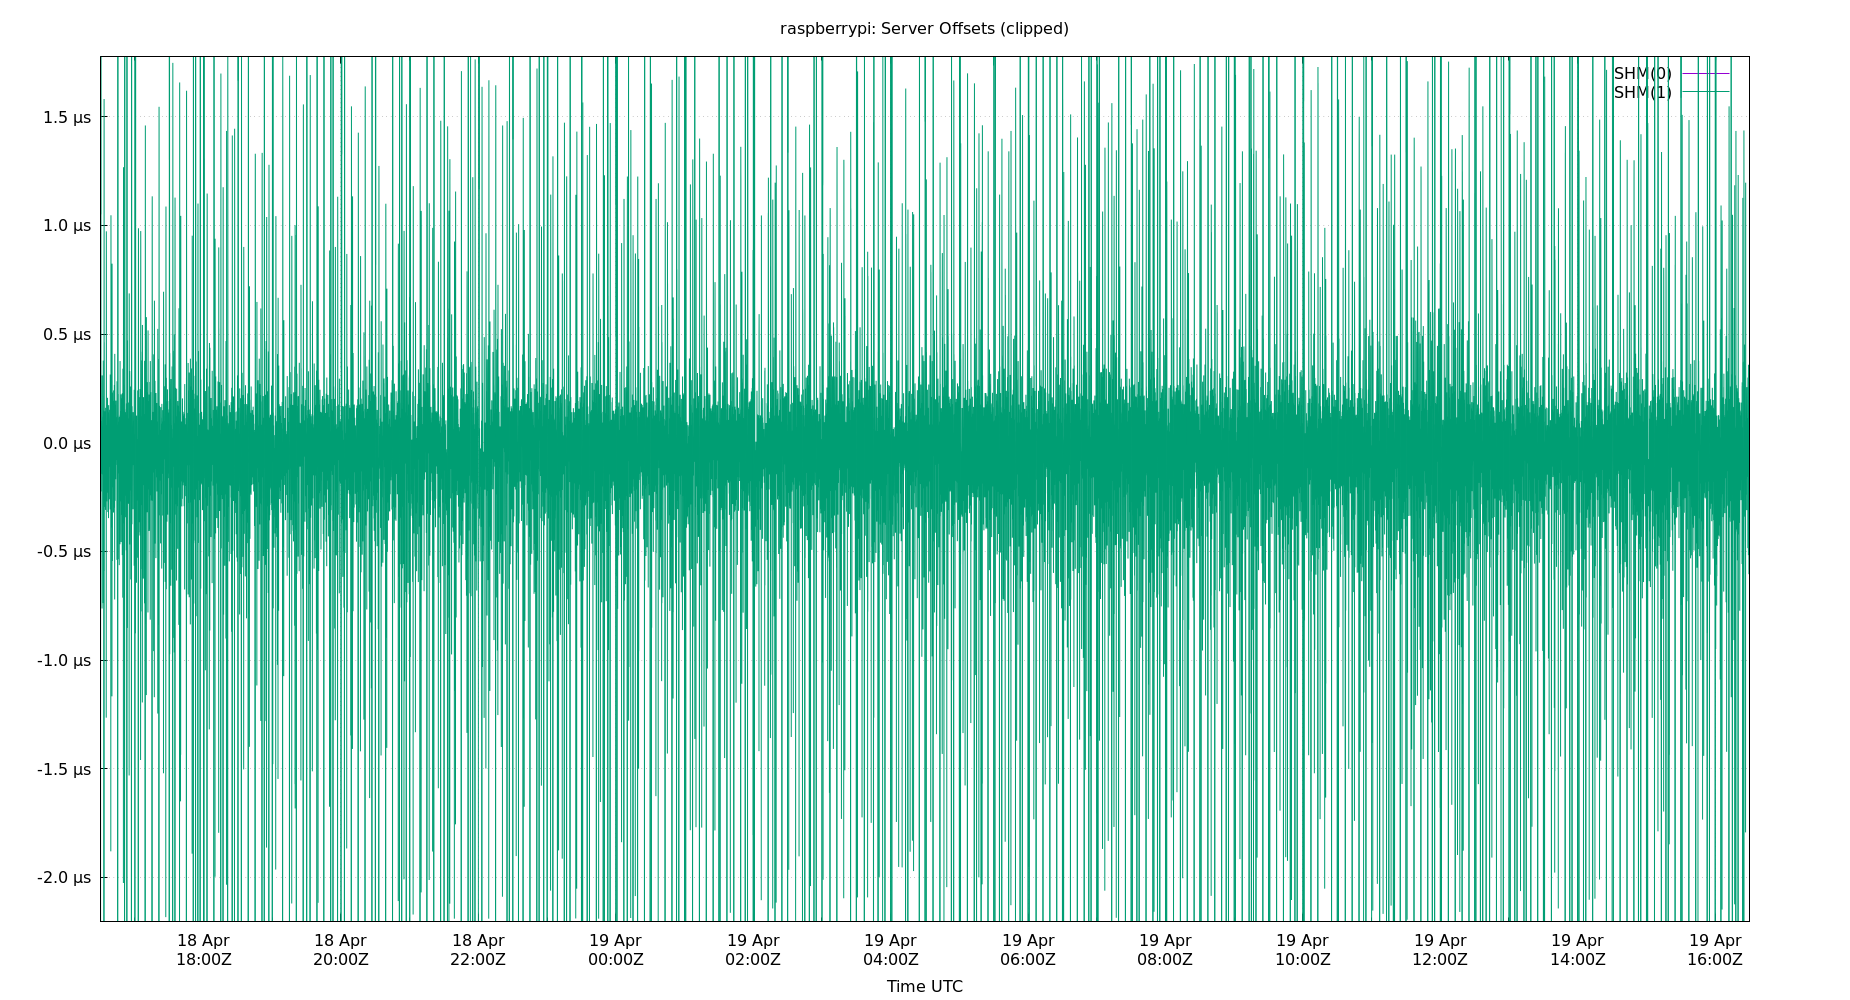 raspberrypi: Server Offsets (clipped)
SHM(0)
SHM(1)
1.5 µs
1.0 µs
0.5 µs
0.0 µs
-0.5 µs
-1.0 µs
-1.5 µs
-2.0 µs
18 Apr 18 Apr 18 Apr 19 Apr 19 Apr 19 Apr 19 Apr 19 Apr 19 Apr 19 Apr 19 Apr 19 Apr
18:00Z 20:00Z 22:00Z 00:00Z 02:00Z 04:00Z 06:00Z 08:00Z 10:00Z 12:00Z 14:00Z 16:00Z
Time UTC